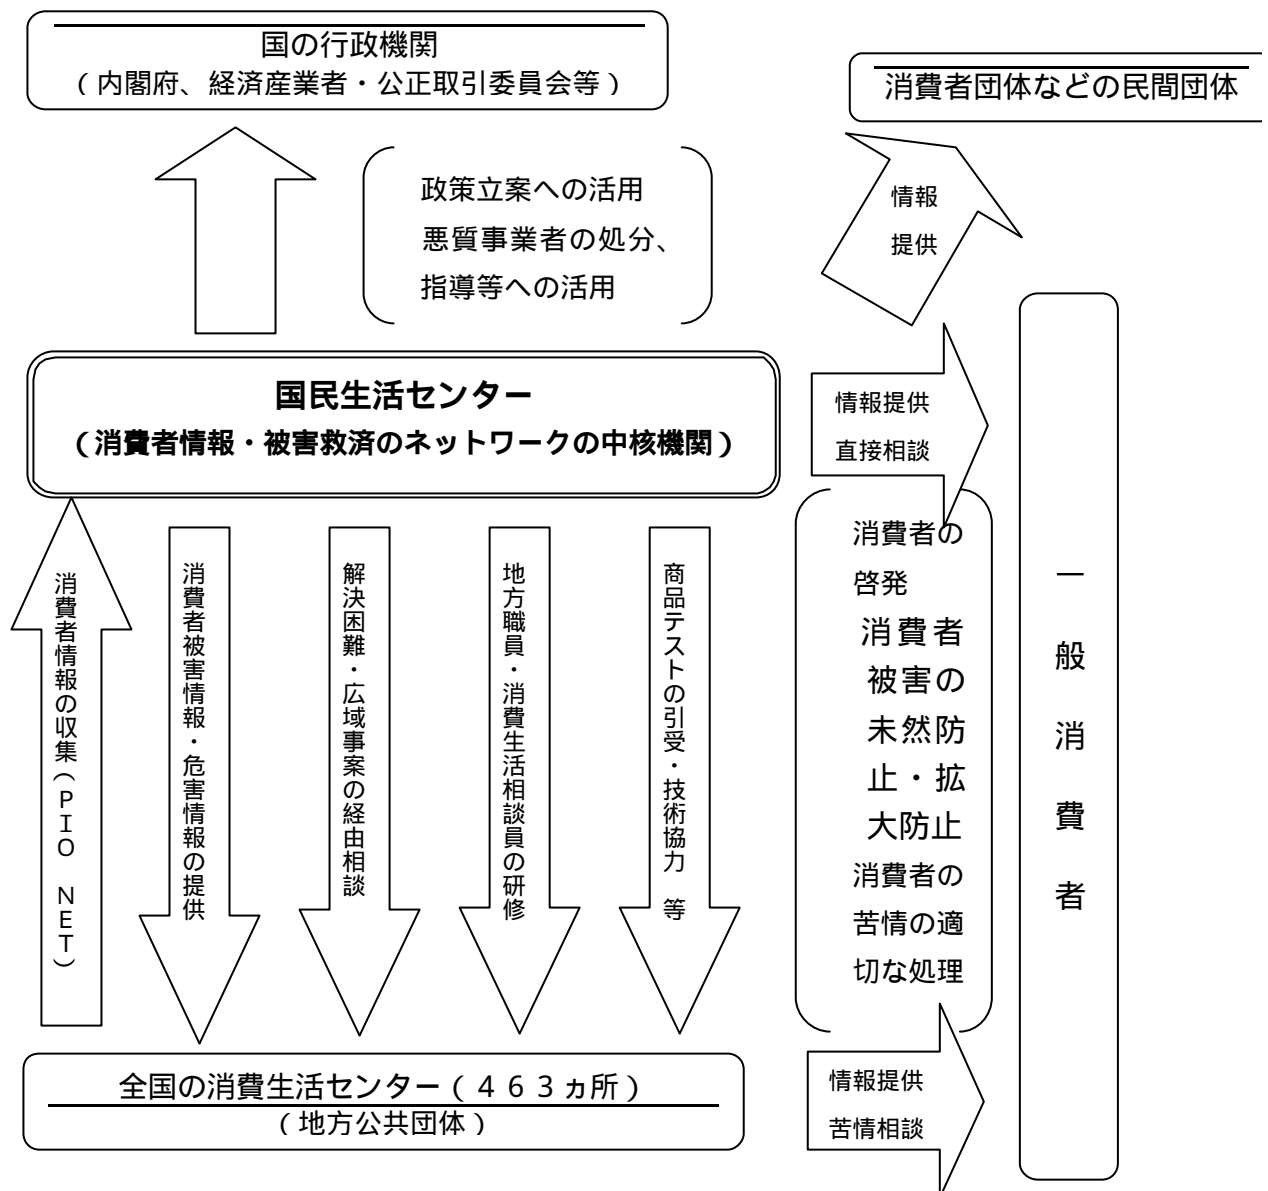 国の行政機関
(内閣府、経済産業者・公正取引委員会等)
消費者団体などの民間団体
政策立案への活用
悪質事業者の処分、
指導等への活用
情報
提供
国民生活センター
(消費者情報・被害救済のネットワークの中核機関)
情報提供
直接相談
消費者情報の収集(PIO NET)
消費者被害情報・危害情報の提供
解決困難・広域事案の経由相談
地方職員・消費生活相談員の研修
商品テストの引受・技術協力 等
消費者の
啓発
消費者
被害の
未然防
止・拡
大防止
消費者の
苦情の適
切な処理
一般消費者
全国の消費生活センター(463ヵ所)
(地方公共団体)
情報提供
苦情相談